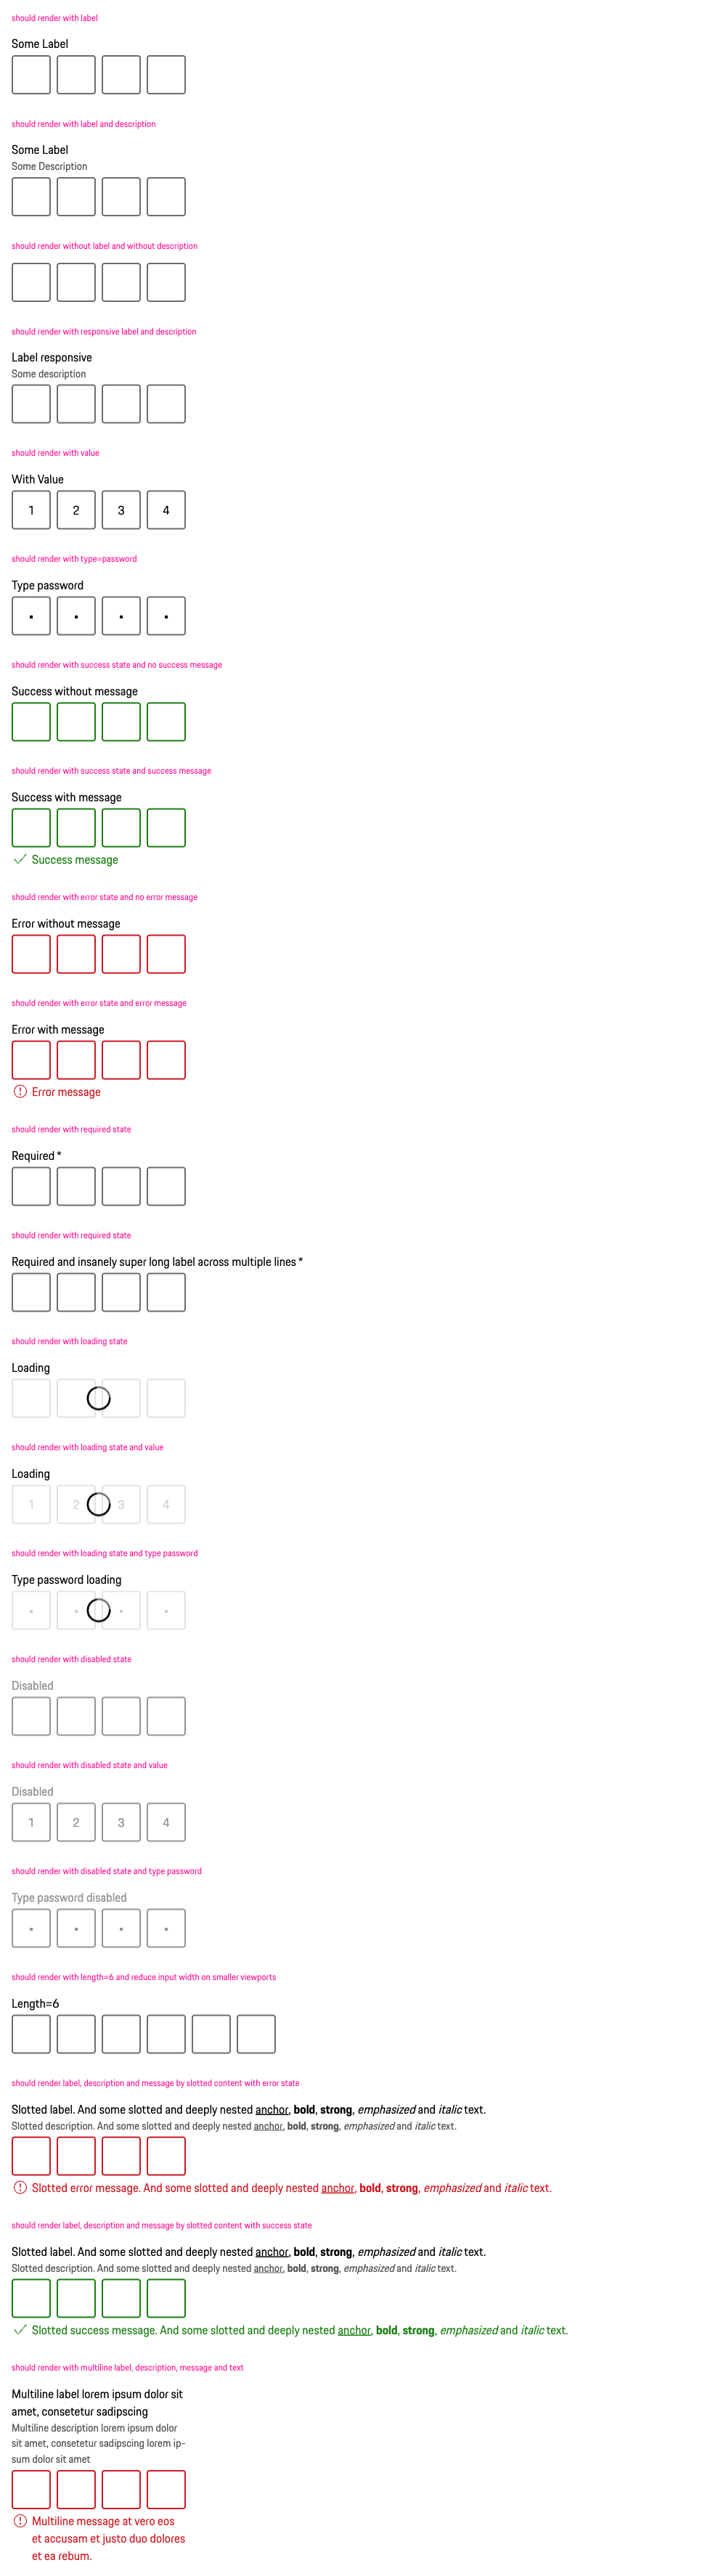 should render with label
Some Label
should render with label and description
Some Label
Some Description
should render without label and without description
should render with responsive label and description
Label responsive
Some description
should render with value
With Value
1 2 3 4
should render with type=password
Type password
should render with success state and no success message
Success without message
should render with success state and success message
Success with message
Success message
should render with error state and no error message
Error without message
should render with error state and error message
Error with message
Error message
should render with required state
Required *
should render with required state
Required and insanely super long label across multiple lines *
should render with loading state
Loading
should render with loading state and value
Loading
1 2 3 4
should render with loading state and type password
Type password loading
should render with disabled state
Disabled
should render with disabled state and value
Disabled
1 2 3 4
should render with disabled state and type password
Type password disabled
should render with length=6 and reduce input width on smaller viewports
Length=6
should render label, description and message by slotted content with error state
Slotted label. And some slotted and deeply nested anchor, bold, strong, emphasized and italic text.
Slotted description. And some slotted and deeply nested anchor, bold, strong, emphasized and italic text.
Slotted error message. And some slotted and deeply nested anchor, bold, strong, emphasized and italic text.
should render label, description and message by slotted content with success state
Slotted label. And some slotted and deeply nested anchor, bold, strong, emphasized and italic text.
Slotted description. And some slotted and deeply nested anchor, bold, strong, emphasized and italic text.
Slotted success message. And some slotted and deeply nested anchor, bold, strong, emphasized and italic text.
should render with multiline label, description, message and text
Multiline label lorem ipsum dolor sit
amet, consetetur sadipscing
Multiline description lorem ipsum dolor
sit amet, consetetur sadipscing lorem ip-
sum dolor sit amet
Multiline message at vero eos
et accusam et justo duo dolores
et ea rebum.